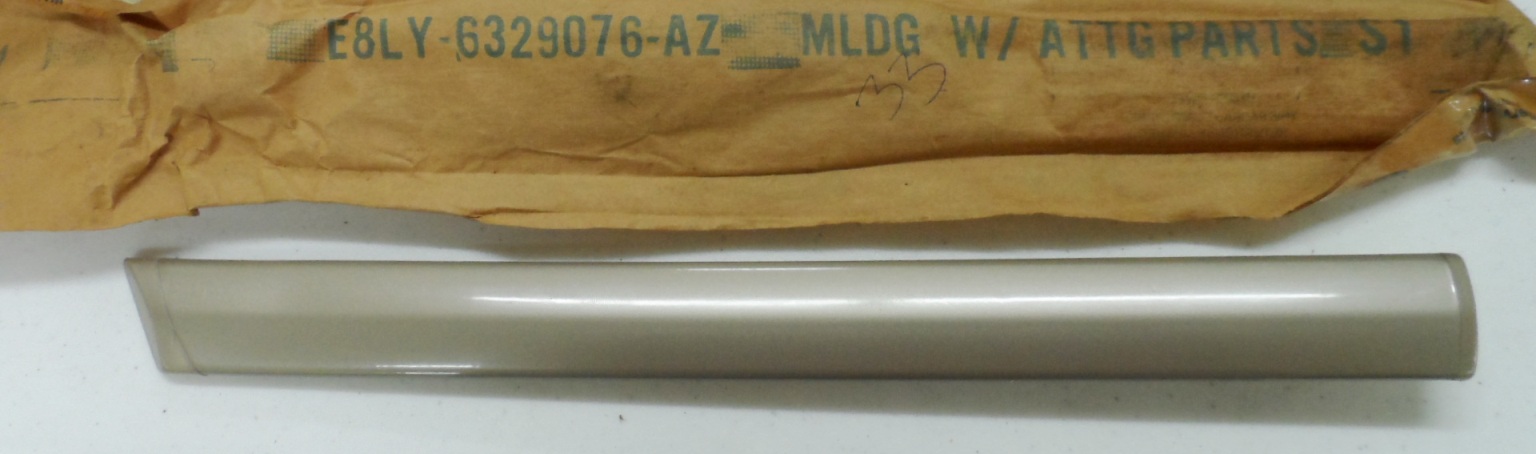 E8LY-6329076-AZ MLDG W/ ATTG PARTS ST
33